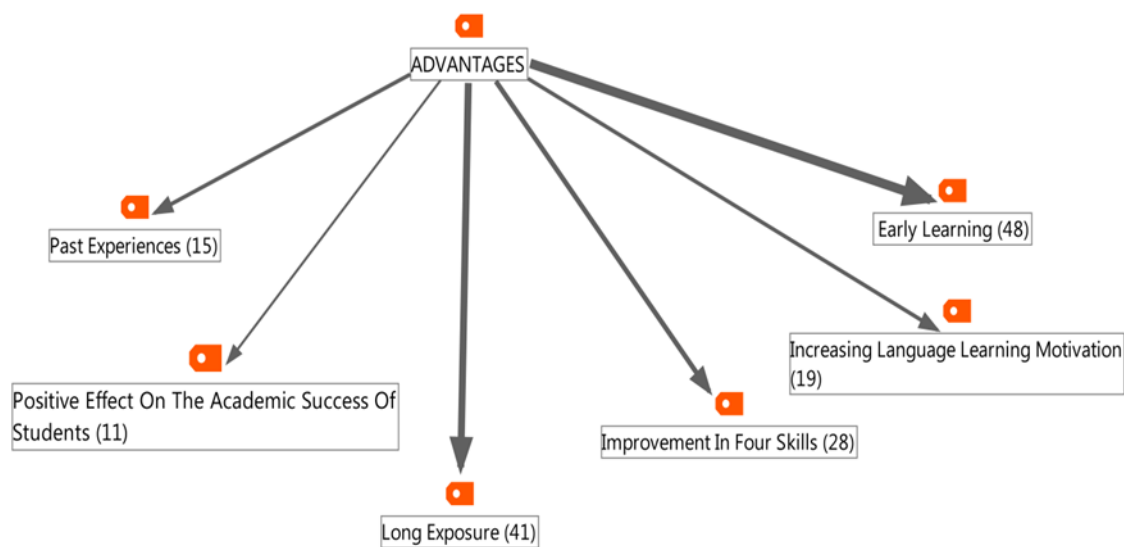 ADVANTAGES
Past Experiences (15)
Early Learning (48)
Increasing Language Learning Motivation
(19)
Positive Effect On The Academic Success Of
Students (11)
Improvement In Four Skills (28)
Long Exposure (41)